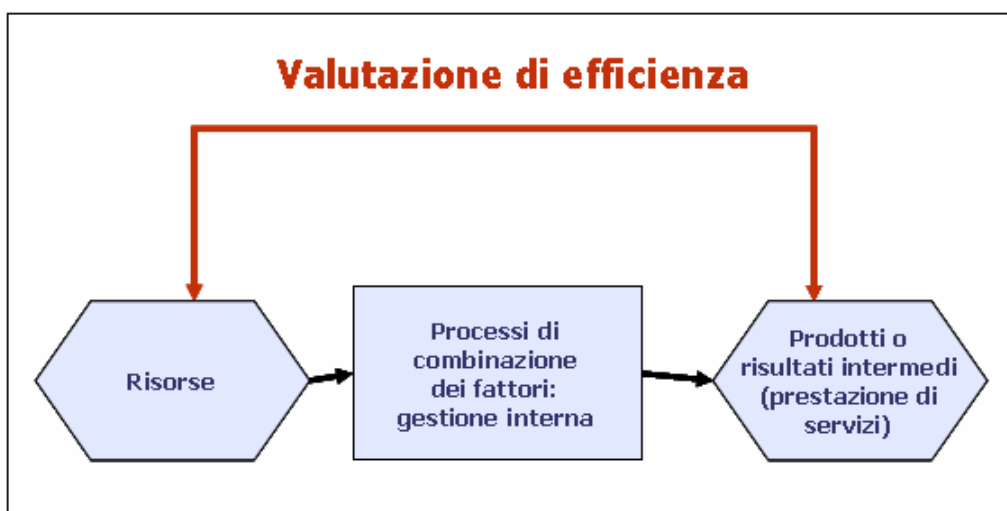 Valutazione di efficienza
Risorse
Processi di
combinazione
dei fattori:
gestione interna
Prodotti o
risultati intermedi
(prestazione di
servizi)